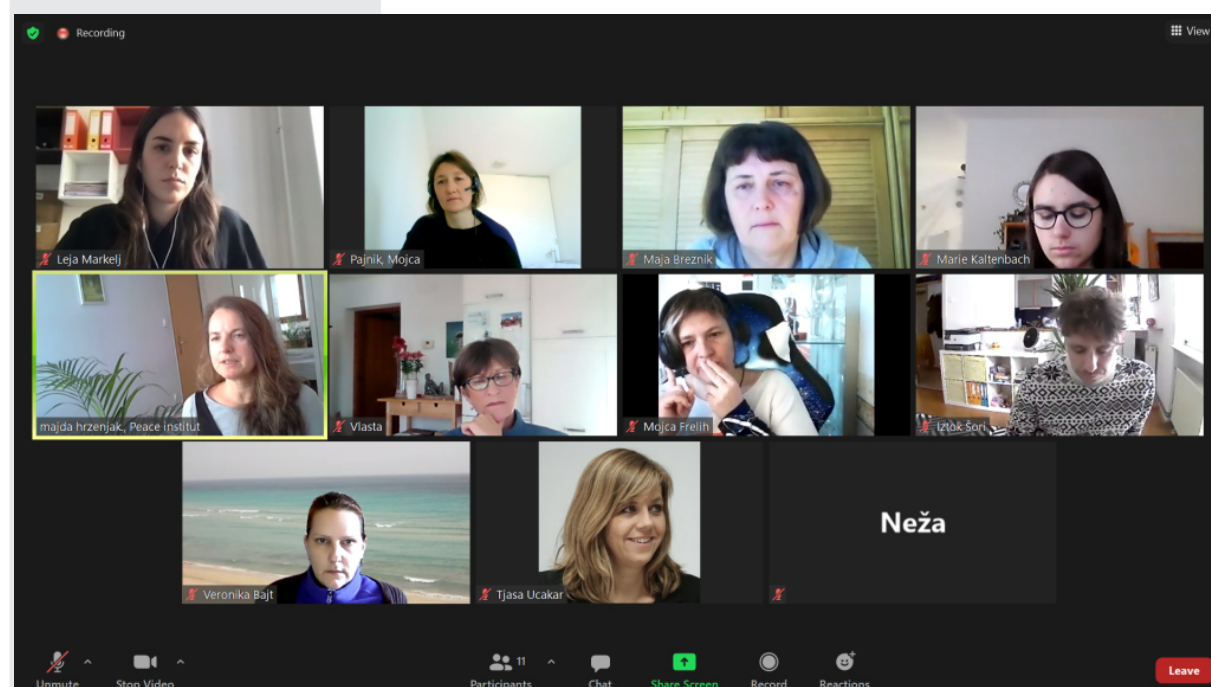 Recording
View
Leja Markelj
Pajnik, Mojca
Maja Breznik
Marie Kaltenbach
majda hrzenjak, Peace institut
Vlasta
Mojca Frelih
Iztok Šori
Neža
Veronika Bajt
Tjasa Ucakar
11
Unmute
Stop Video
Participants
Chat
Share Screen
Record
Reactions
Leave